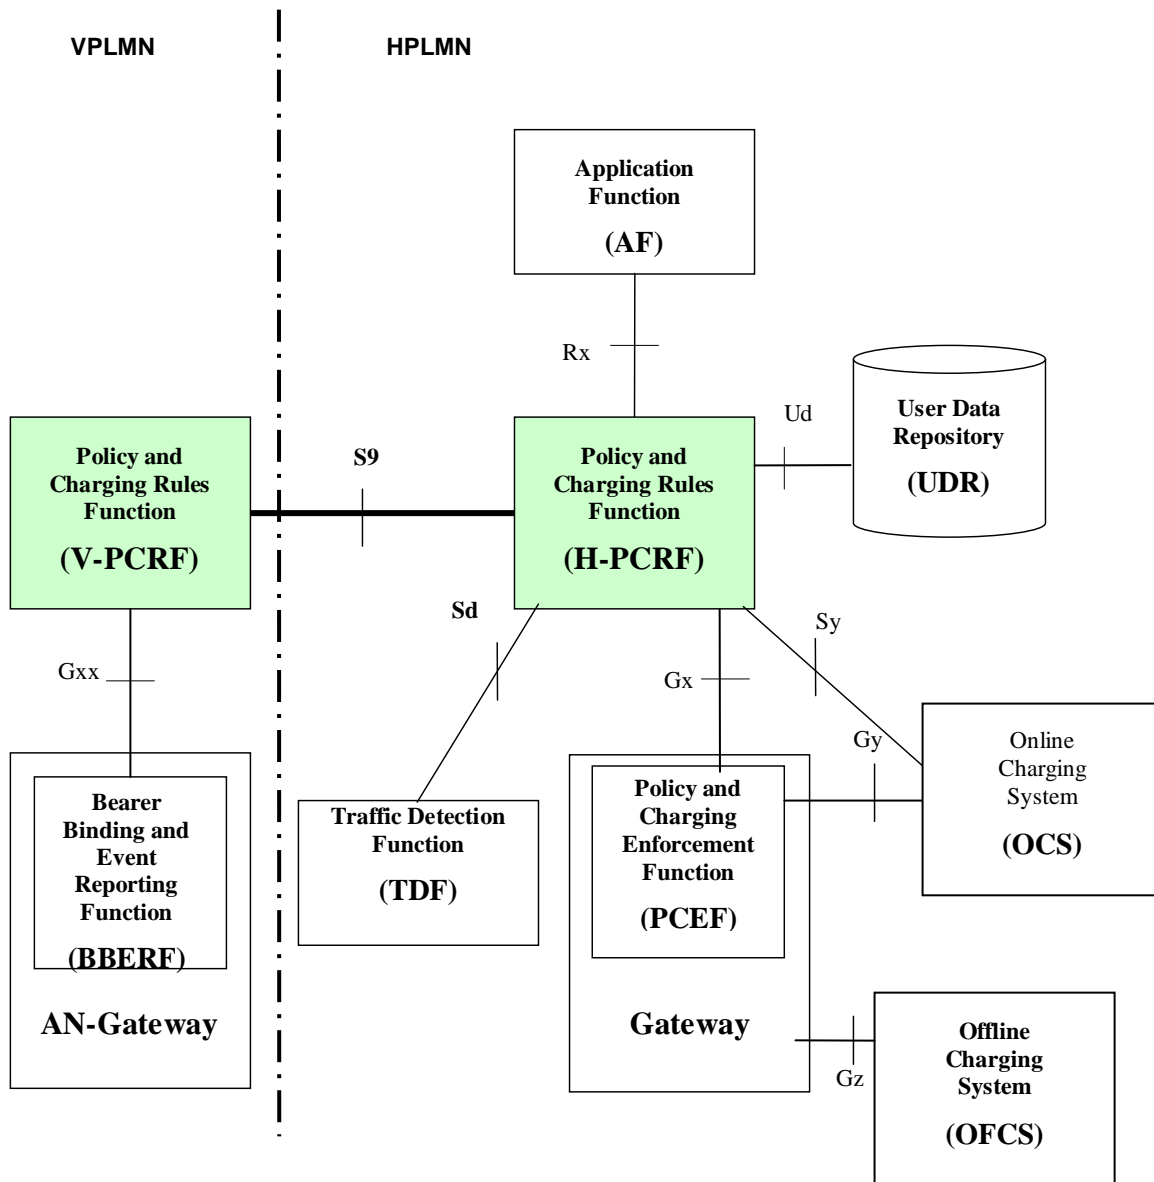 VPLMN
HPLMN
Application
Function
(AF)
Rx
Ud
User Data
Repository
(UDR)
Policy and
Charging Rules
Function
(V-PCRF)
S9
Policy and
Charging Rules
Function
(H-PCRF)
Sd
Sy
Gxx
Gx
Gy
Bearer
Binding and
Event
Reporting
Function
(BBERF)
AN-Gateway
Traffic Detection
Function
(TDF)
Policy and
Charging
Enforcement
Function
(PCEF)
Gateway
Online
Charging
System
(OCS)
Gz
Offline
Charging
System
(OFCS)